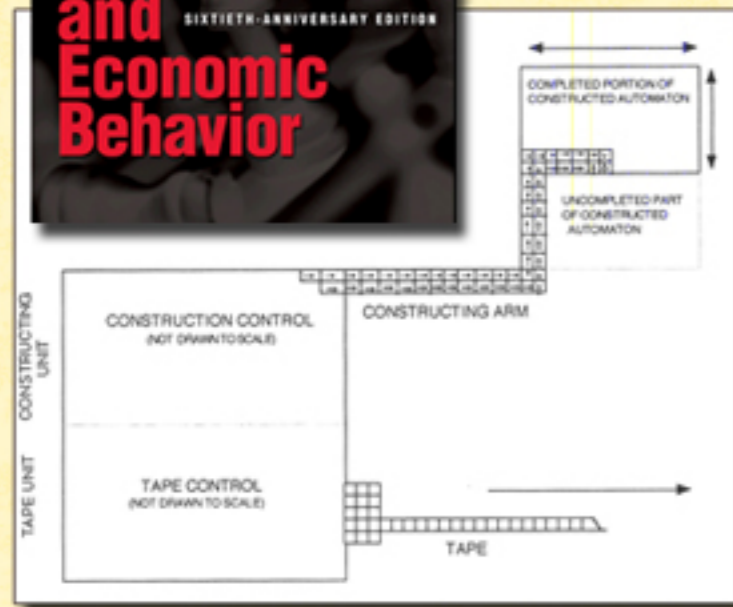 and
SIXTIETH-ANNIVERSARY EDITION
Economic
Behavior
COMPLETED PORTION OF
CONSTRUCTED AUTOMATON
UNCOMPLETED PART
OF CONSTRUCTED
AUTOMATON
CONSTRUCTING
UNIT
CONSTRUCTION CONTROL
(NOT DRAWN TO SCALE)
CONSTRUCTING ARM
TAPE UNIT
TAPE CONTROL
(NOT DRAWN TO SCALE)
TAPE